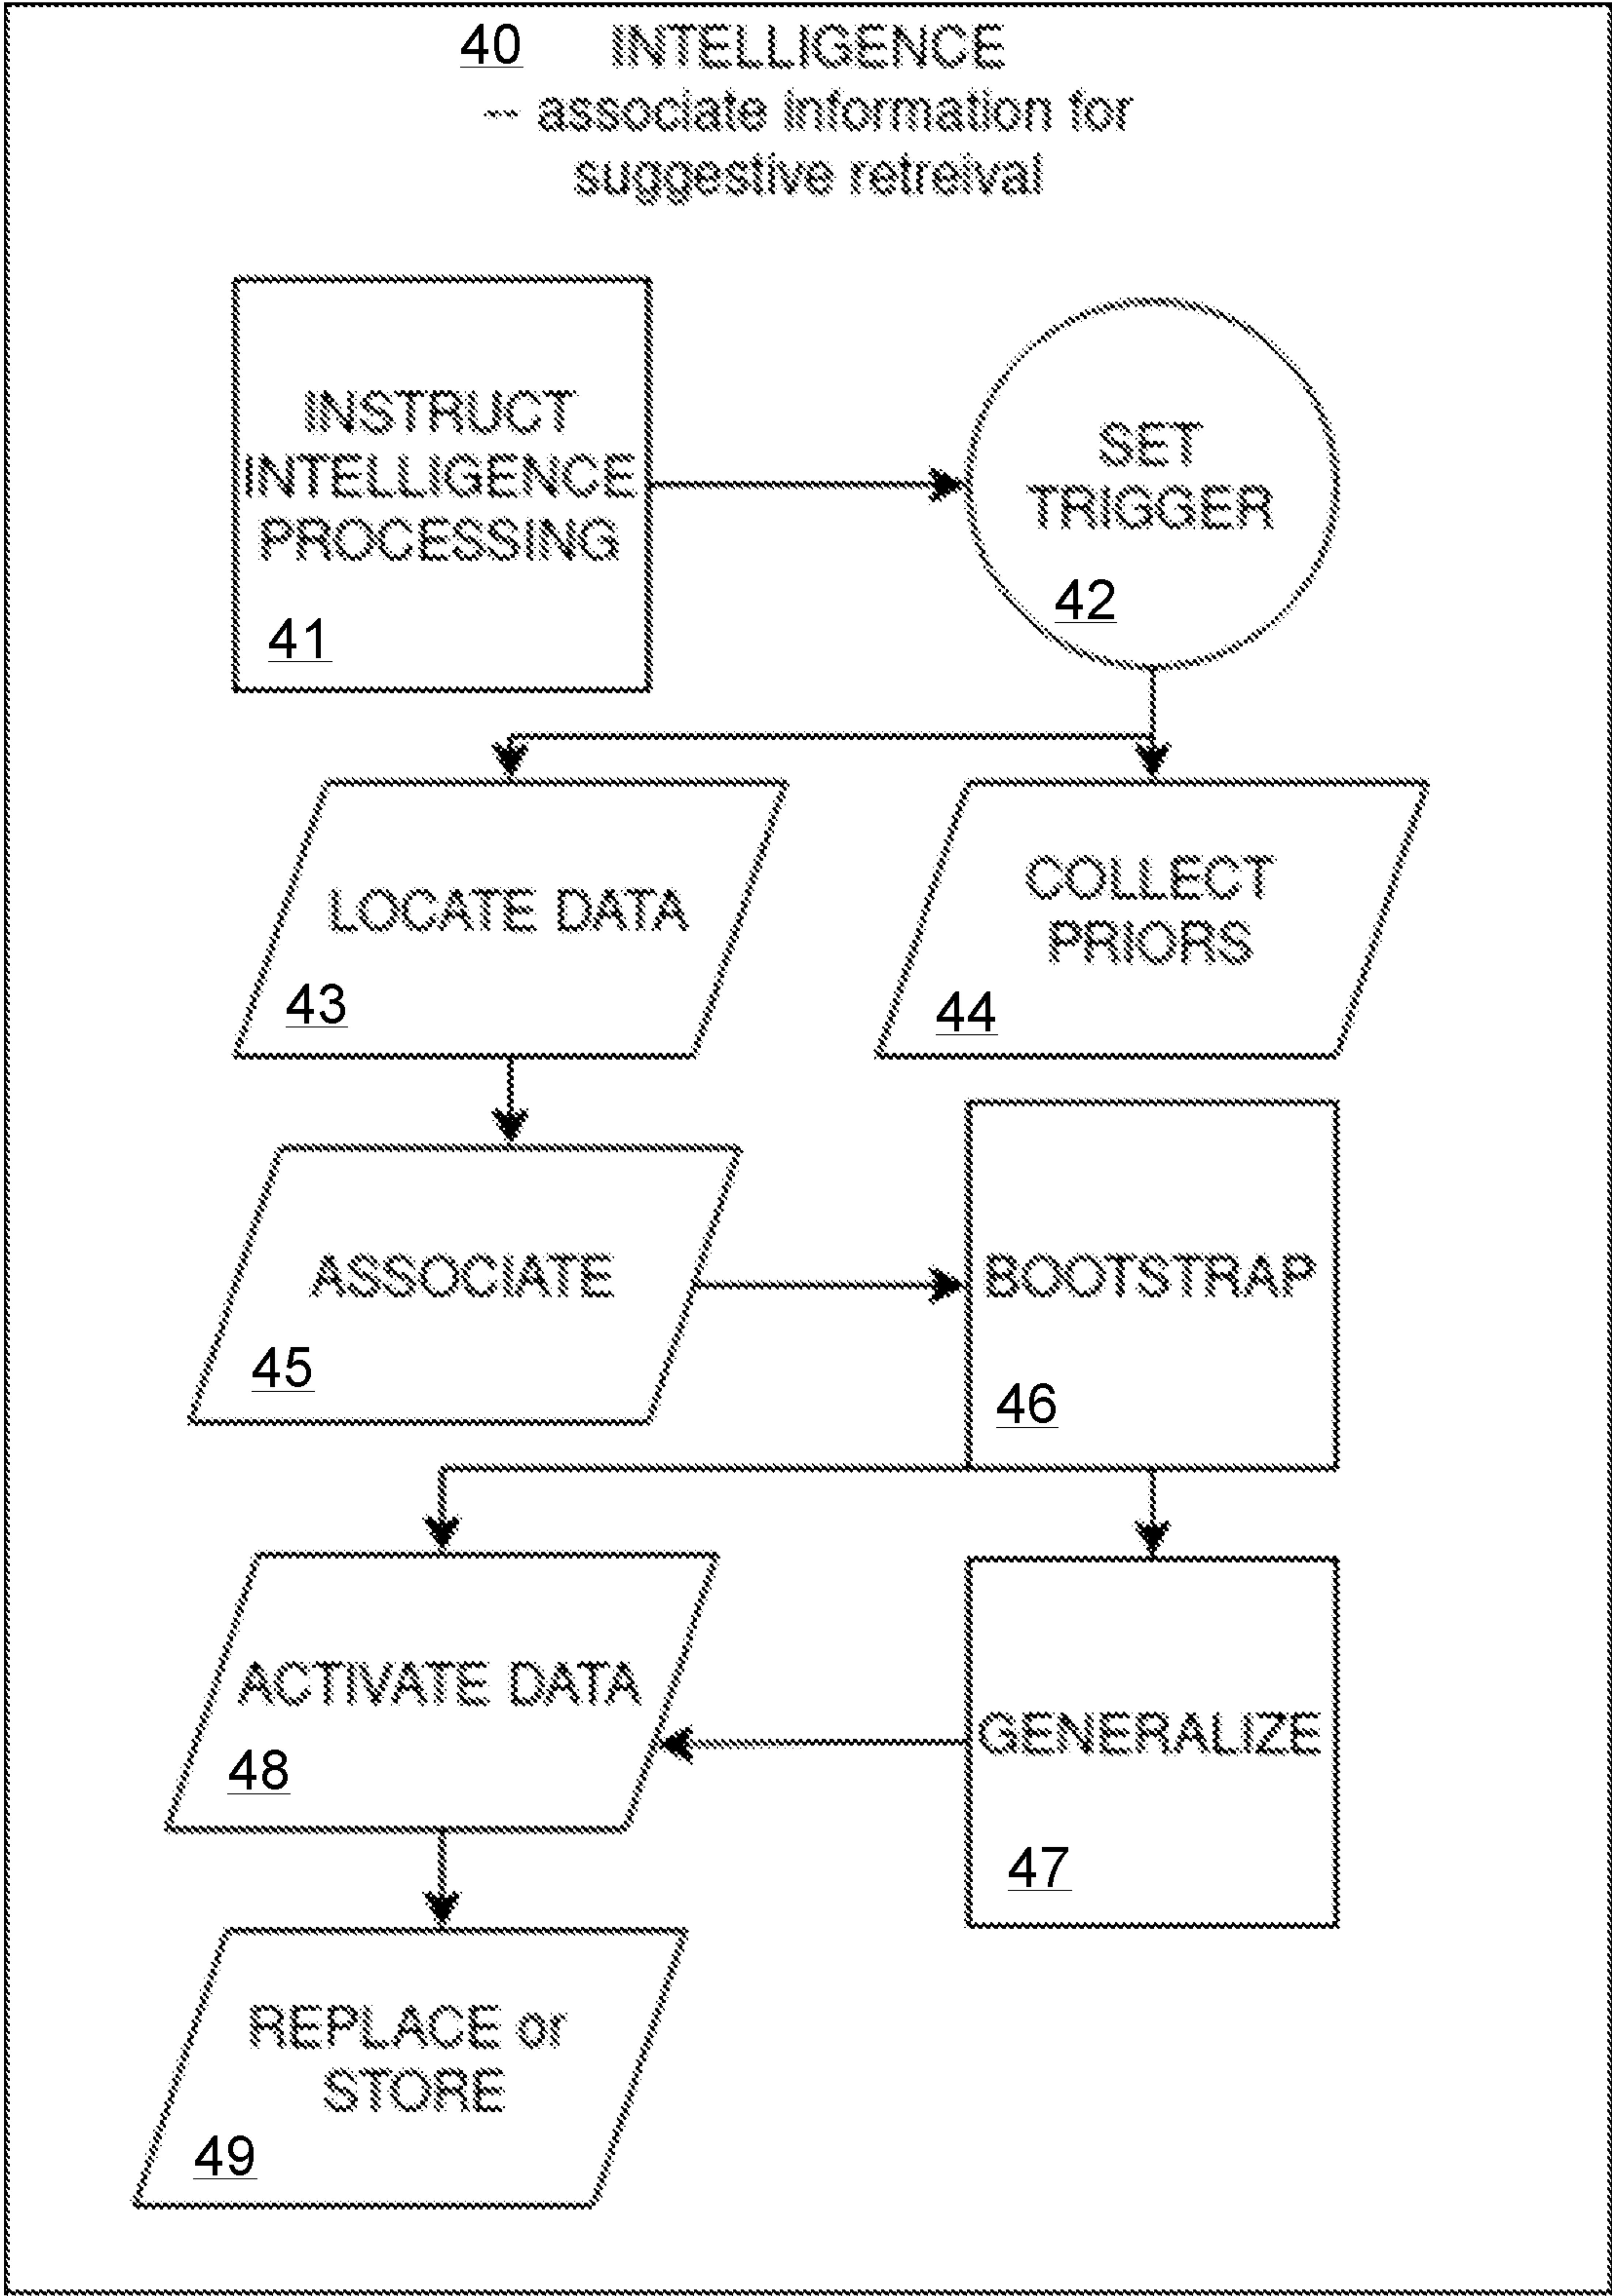 40 INTELLIGENCE
-- associate information for
suggestive retreival
INSTRUCT
INTELLIGENCE
PROCESSING
41
SET
TRIGGER
42
LOCATE DATA
43
COLLECT
PRIORS
44
ASSOCIATE
45
BOOTSTRAP
46
ACTIVATE DATA
48
GENERALIZE
47
REPLACE or
STORE
49